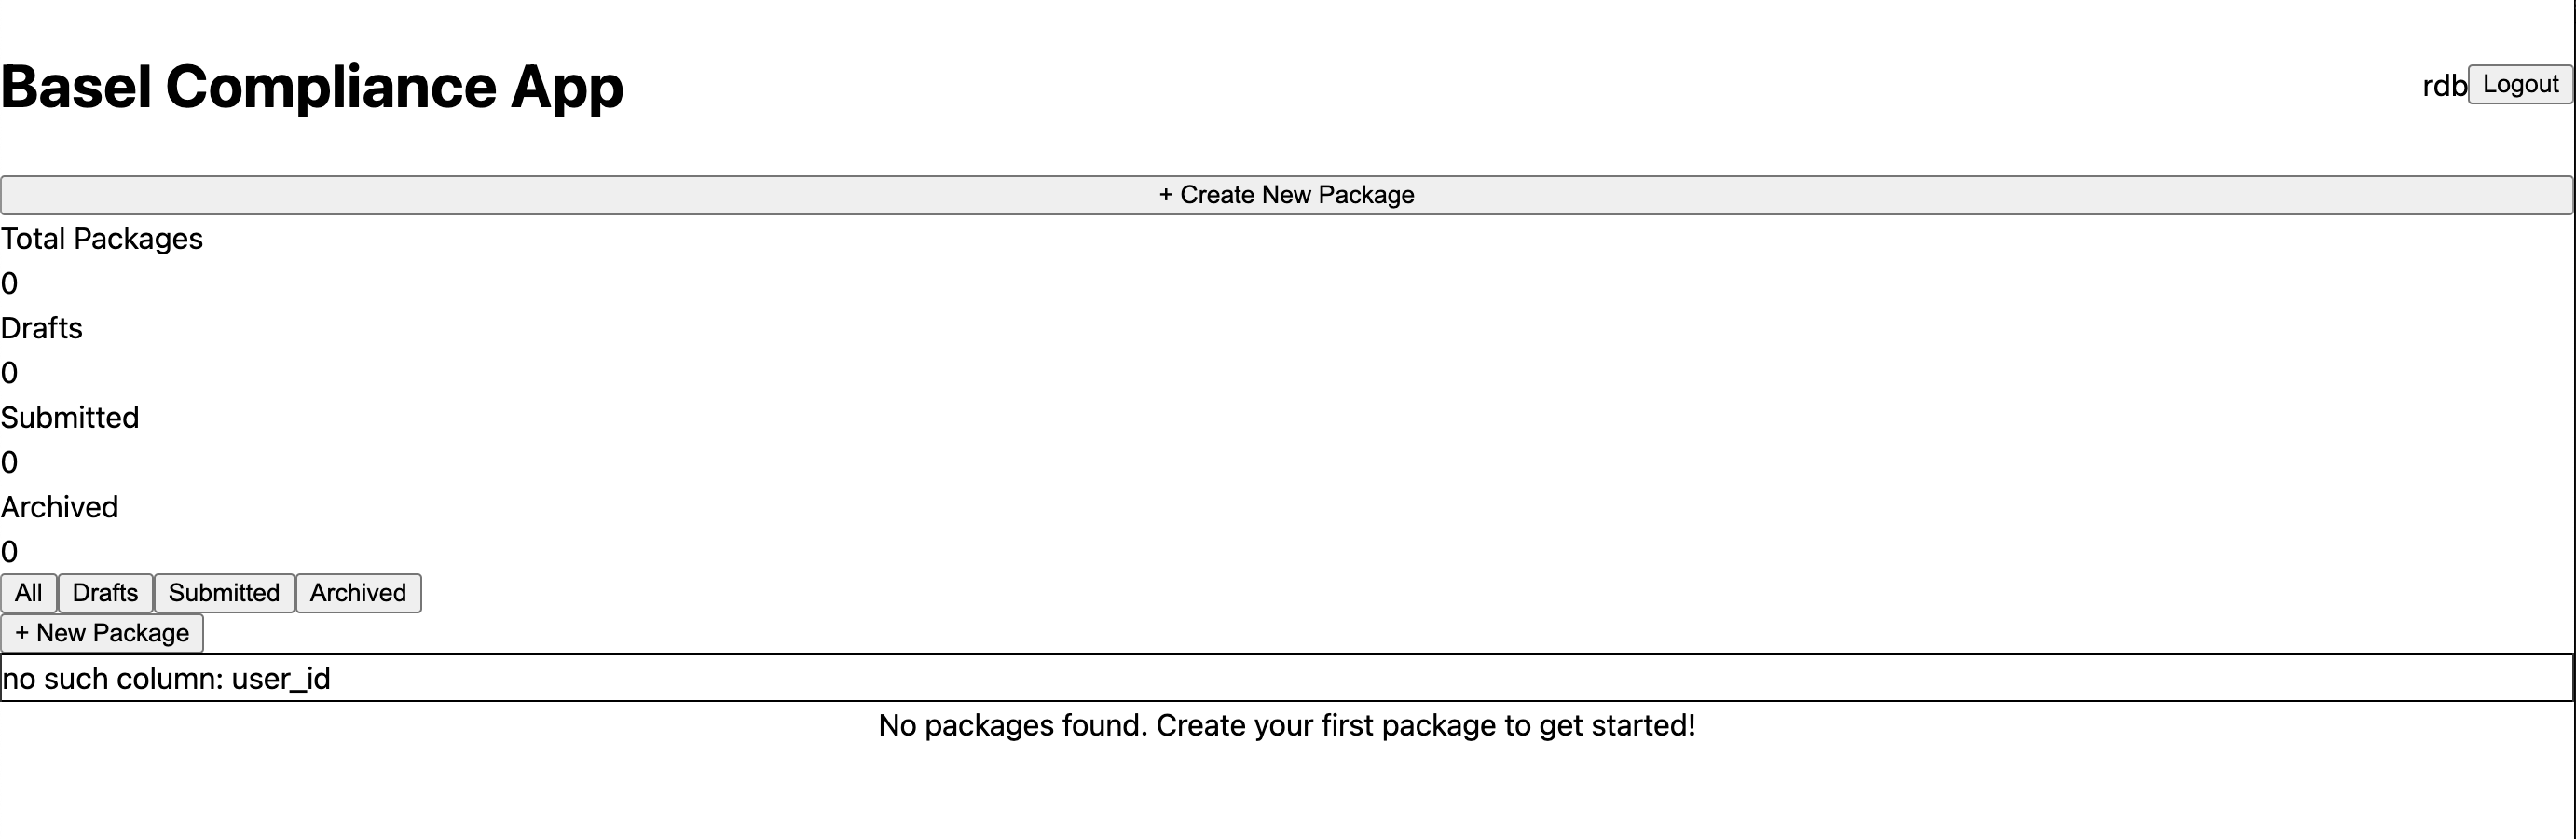 Basel Compliance App
rdb Logout
+ Create New Package
Total Packages
0
Drafts
0
Submitted
0
Archived
0
All Drafts Submitted Archived
+ New Package
no such column: user_id
No packages found. Create your first package to get started!